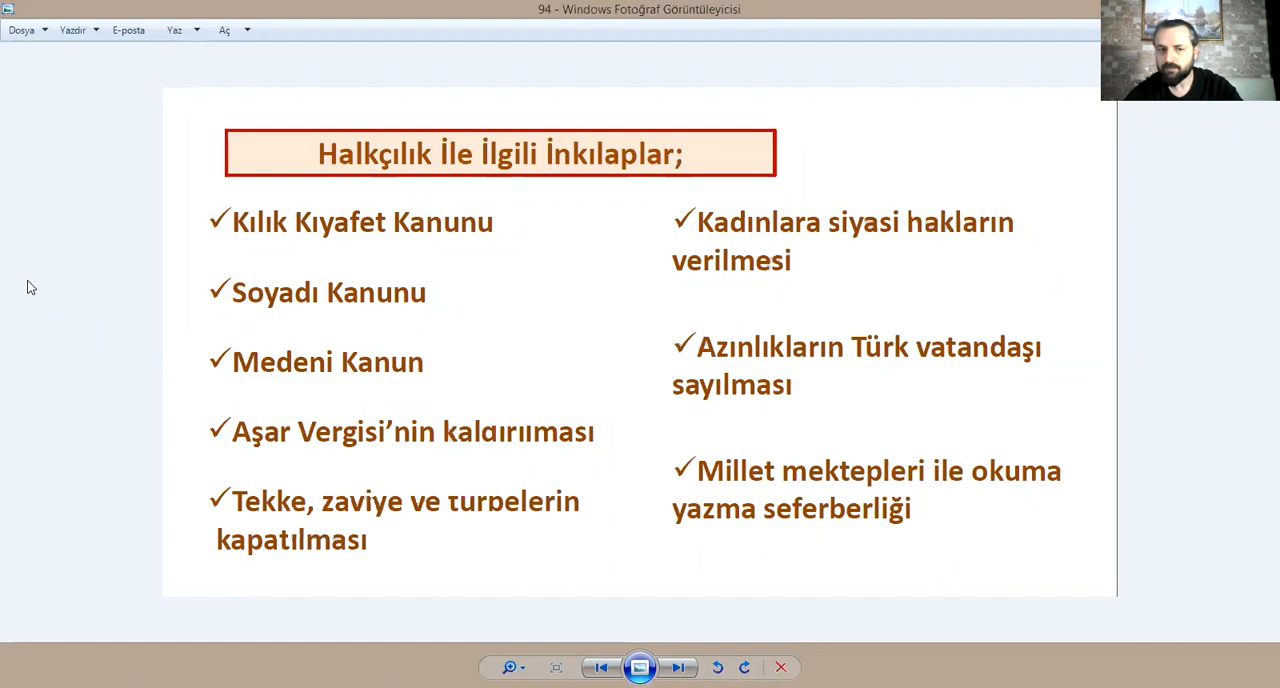 94 - Windows Fotoğraf Görüntüleyicisi
Dosya Yazdır E-posta Yaz Aç
Halkçılık İle İlgili İnkılaplar;
✓Kılık Kıyafet Kanunu
✓Soyadı Kanunu
✓Medeni Kanun
✓Aşar Vergisi’nin kaldırılması
✓Tekke, zaviye ve türbelerin
kapatılması
✓Kadınlara siyasi hakların
verilmesi
✓Azınlıkların Türk vatandaşı
sayılması
✓Millet mektepleri ile okuma
yazma seferberliği